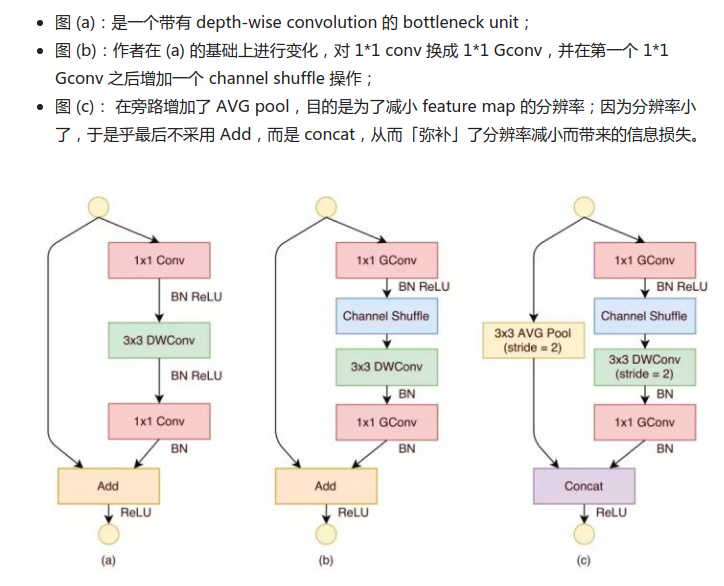 图 (a)：是一个带有 depth-wise convolution 的 bottleneck unit；
图 (b)：作者在 (a) 的基础上进行变化，对 1*1 conv 换成 1*1 Gconv，并在第一个 1*1
Gconv 之后增加一个 channel shuffle 操作；
图 (c)： 在旁路增加了 AVG pool，目的是为了减小 feature map 的分辨率；因为分辨率小
了，于是乎最后不采用 Add，而是 concat，从而「弥补」了分辨率减小而带来的信息损失。
1x1 Conv
BN ReLU
3x3 DWConv
BN ReLU
1x1 Conv
BN
Add
ReLU
(a)
1x1 GConv
BN ReLU
Channel Shuffle
3x3 DWConv
BN
1x1 GConv
BN
Add
ReLU
(b)
3x3 AVG Pool
(stride = 2)
1x1 GConv
BN ReLU
Channel Shuffle
3x3 DWConv
(stride = 2)
BN
1x1 GConv
BN
Concat
ReLU
(c)